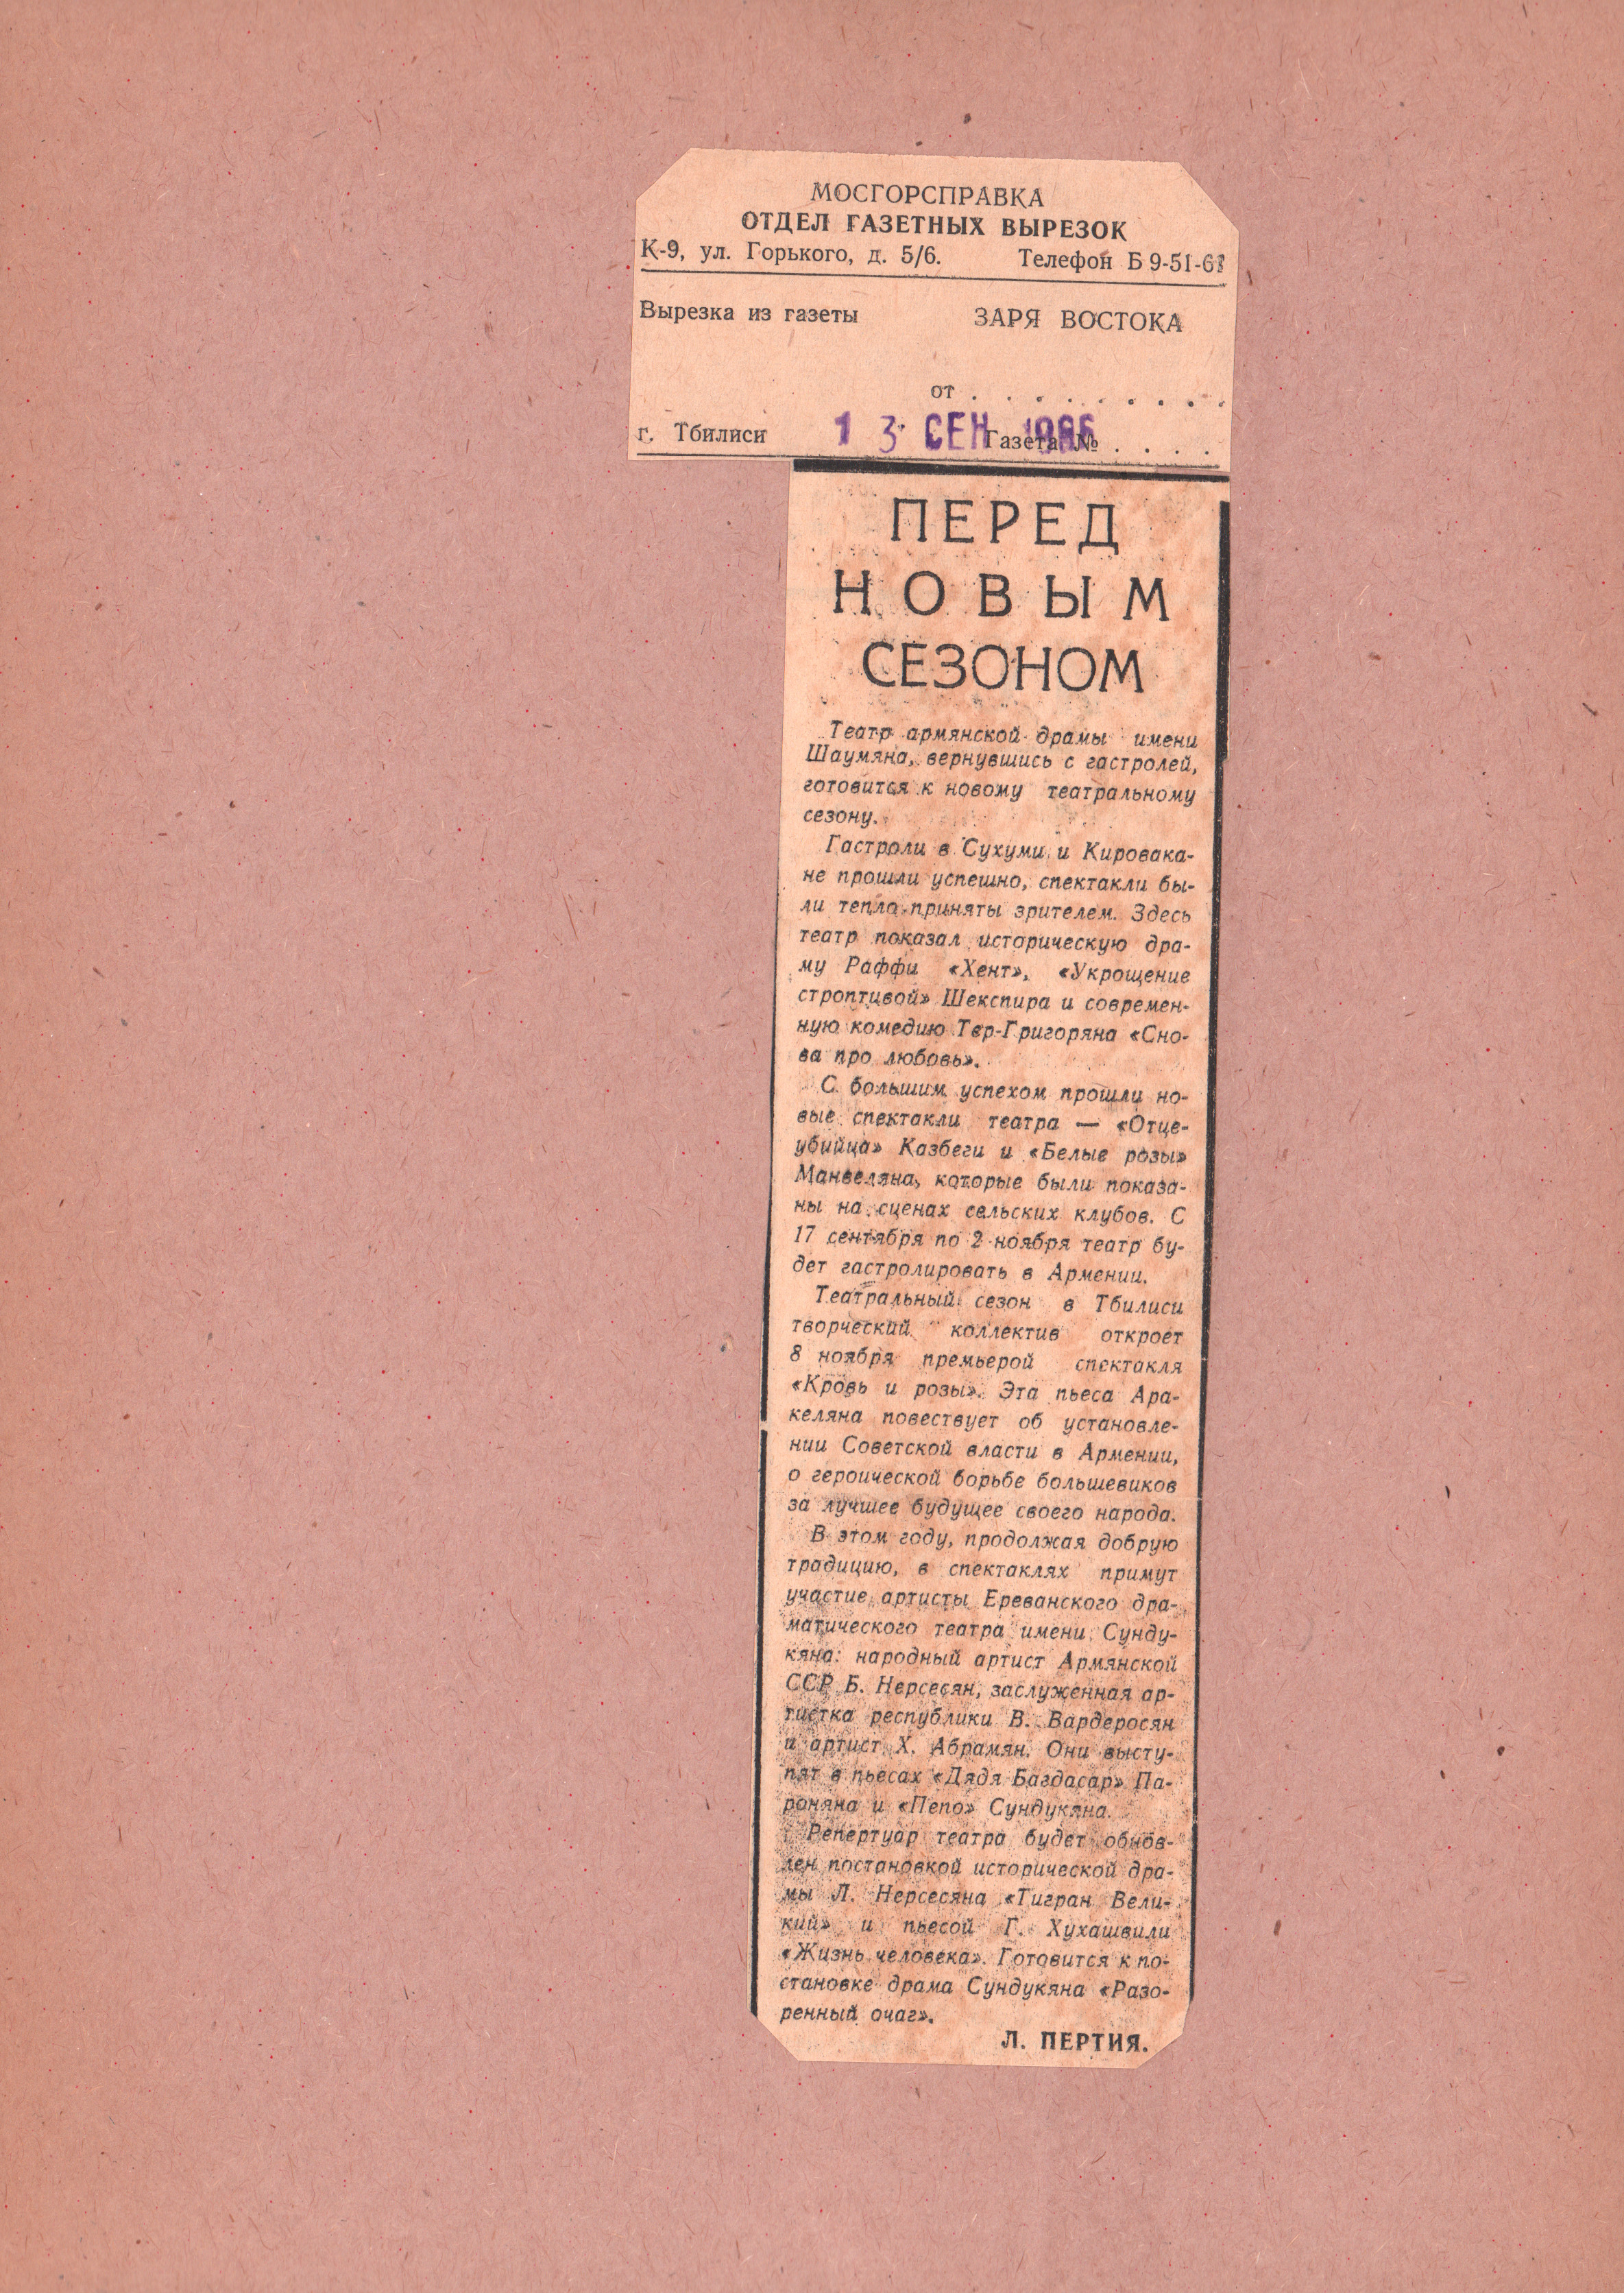 МОСГОРСПРАВКА
ОТДЕЛ ГАЗЕТНЫХ ВЫРЕЗОК
К-9, ул. Горького, д. 5/6. Телефон Б 9-51-61
Вырезка из газеты ЗАРЯ ВОСТОКА
от . . . . . . . . .
г. Тбилиси 13 СЕН Газета № . . . .
ПЕРЕД
НОВЫМ
СЕЗОНОМ
Театр армянской драмы имени
Шаумяна, вернувшись с гастролей,
готовится к новому театральному
сезону.
Гастроли в Сухуми и Кировака-
не прошли успешно, спектакли бы-
ли тепло приняты зрителем. Здесь
театр показал историческую дра-
му Раффи «Хент», «Укрощение
строптивой» Шекспира и современ-
ную комедию Тер-Григоряна «Сно-
ва про любовь».
С большим успехом прошли но-
вые спектакли театра — «Отце-
убийца» Казбеги и «Белые розы»
Манвеляна, которые были показа-
ны на сценах сельских клубов. С
17 сентября по 2 ноября театр бу-
дет гастролировать в Армении.
Театральный сезон в Тбилиси
творческий коллектив откроет
8 ноября премьерой спектакля
«Кровь и розы». Эта пьеса Ара-
келяна повествует об установле-
нии Советской власти в Армении,
о героической борьбе большевиков
за лучшее будущее своего народа.
В этом году, продолжая добрую
традицию, в спектаклях примут
участие артисты Ереванского дра-
матического театра имени Сунду-
кяна: народный артист Армянской
ССР Б. Нерсесян, заслуженная ар-
тистка республики В. Вардеросян
и артист Х. Абрамян. Они высту-
пят в пьесах «Дядя Багдасар» Па-
роняна и «Пепо» Сундукяна.
Репертуар театра будет обнов-
лен постановкой исторической дра-
мы Л. Нерсесяна «Тигран Вели-
кий» и пьесой Г. Хухашвили
«Жизнь человека». Готовится к по-
становке драма Сундукяна «Разо-
ренный очаг».
Л. ПЕРТИЯ.